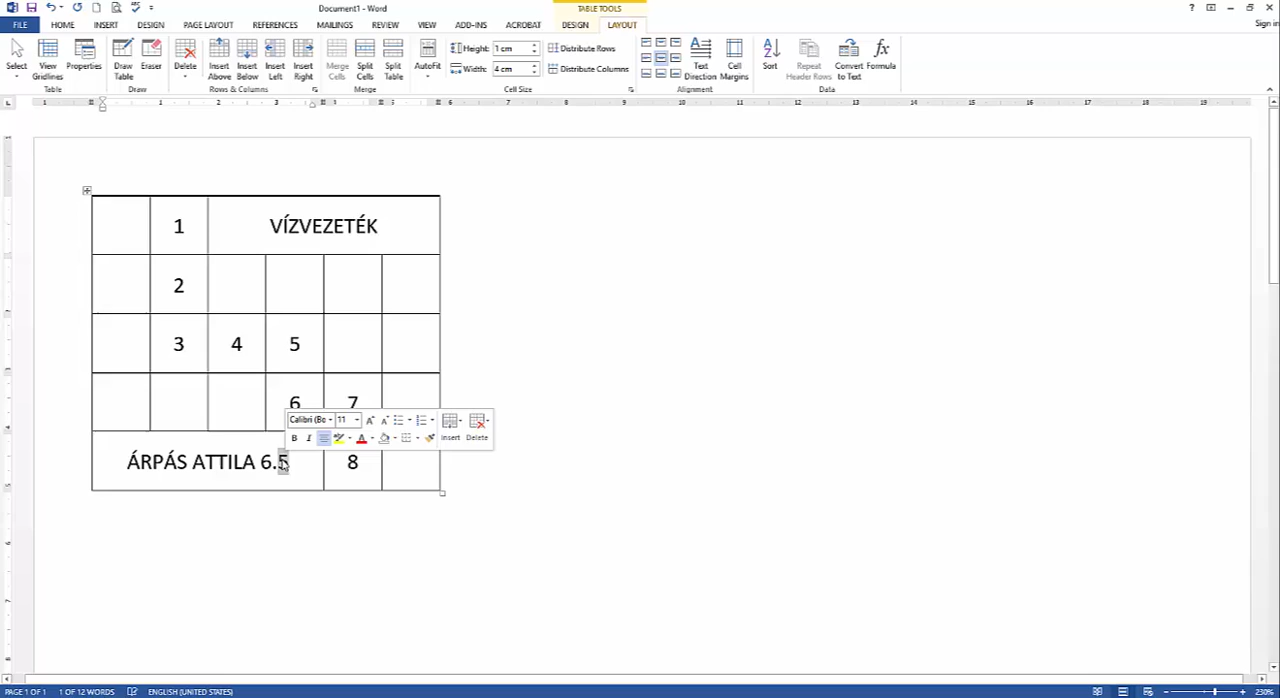 Document1 - Word
TABLE TOOLS
Sign in
FILE HOME INSERT DESIGN PAGE LAYOUT REFERENCES MAILINGS REVIEW VIEW ADD-INS ACROBAT DESIGN LAYOUT
Select View Gridlines Properties Draw Table Eraser Delete Insert Above Insert Below Insert Left Insert Right Merge Cells Split Cells Split Table AutoFit Height: 1 cm Width: 4 cm Distribute Rows Distribute Columns Text Direction Cell Margins Sort Repeat Header Rows Convert to Text Formula
Table Draw Rows & Columns Merge Cell Size Alignment Data
1 VÍZVEZETÉK
2
3 4 5
6 7
Calibri (Bo 11 Insert Delete
B I A
ÁRPÁS ATTILA 6.5 8
PAGE 1 OF 1 1 OF 12 WORDS ENGLISH (UNITED STATES) 230%